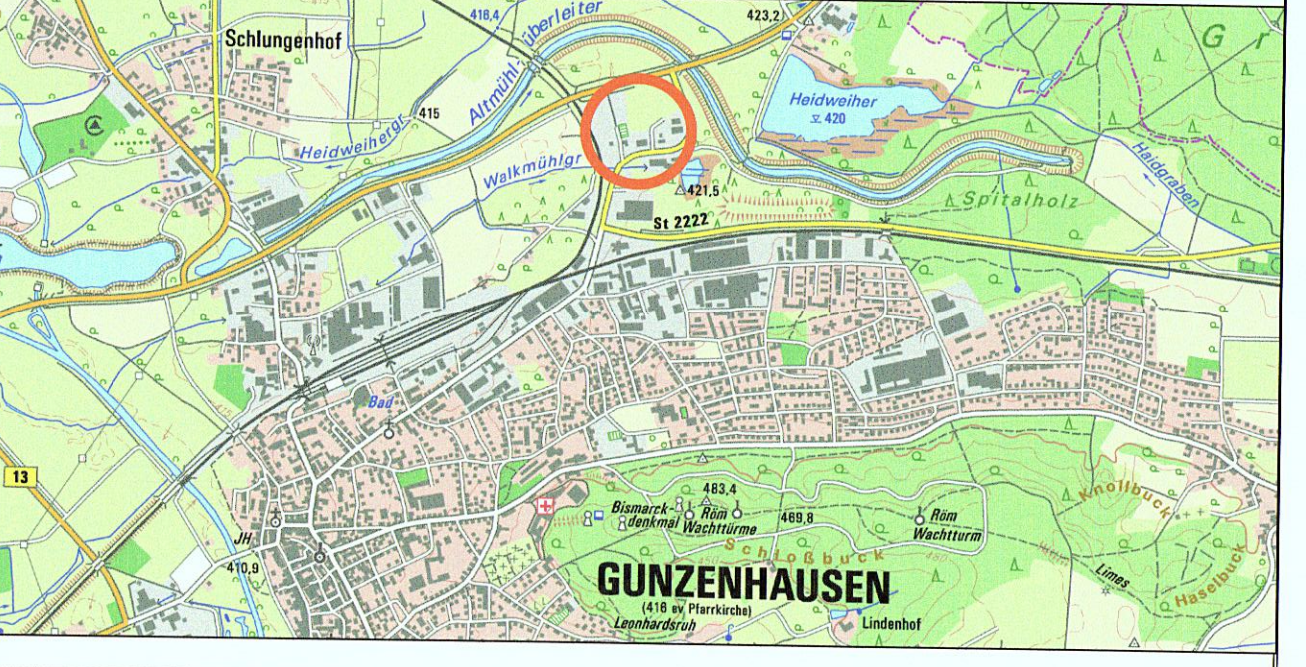 423,2
418,4
Altmühl-
überleiter
Schlungenhof
G r
Heidweiher
420
415
Heidweihergr
Walkmühlgr
Haidgraben
421,5
Spitalholz
St 2222
Bad
13
483,4
Knollbuck
Bismarck-
denkmal
Röm
Wachttürme
469,8
Röm
Wachtturm
JH
Schloßbuck
410,9
Limes
GUNZENHAUSEN
Haselbuck
(416 ev Pfarrkirche)
Leonhardsruh
Lindenhof